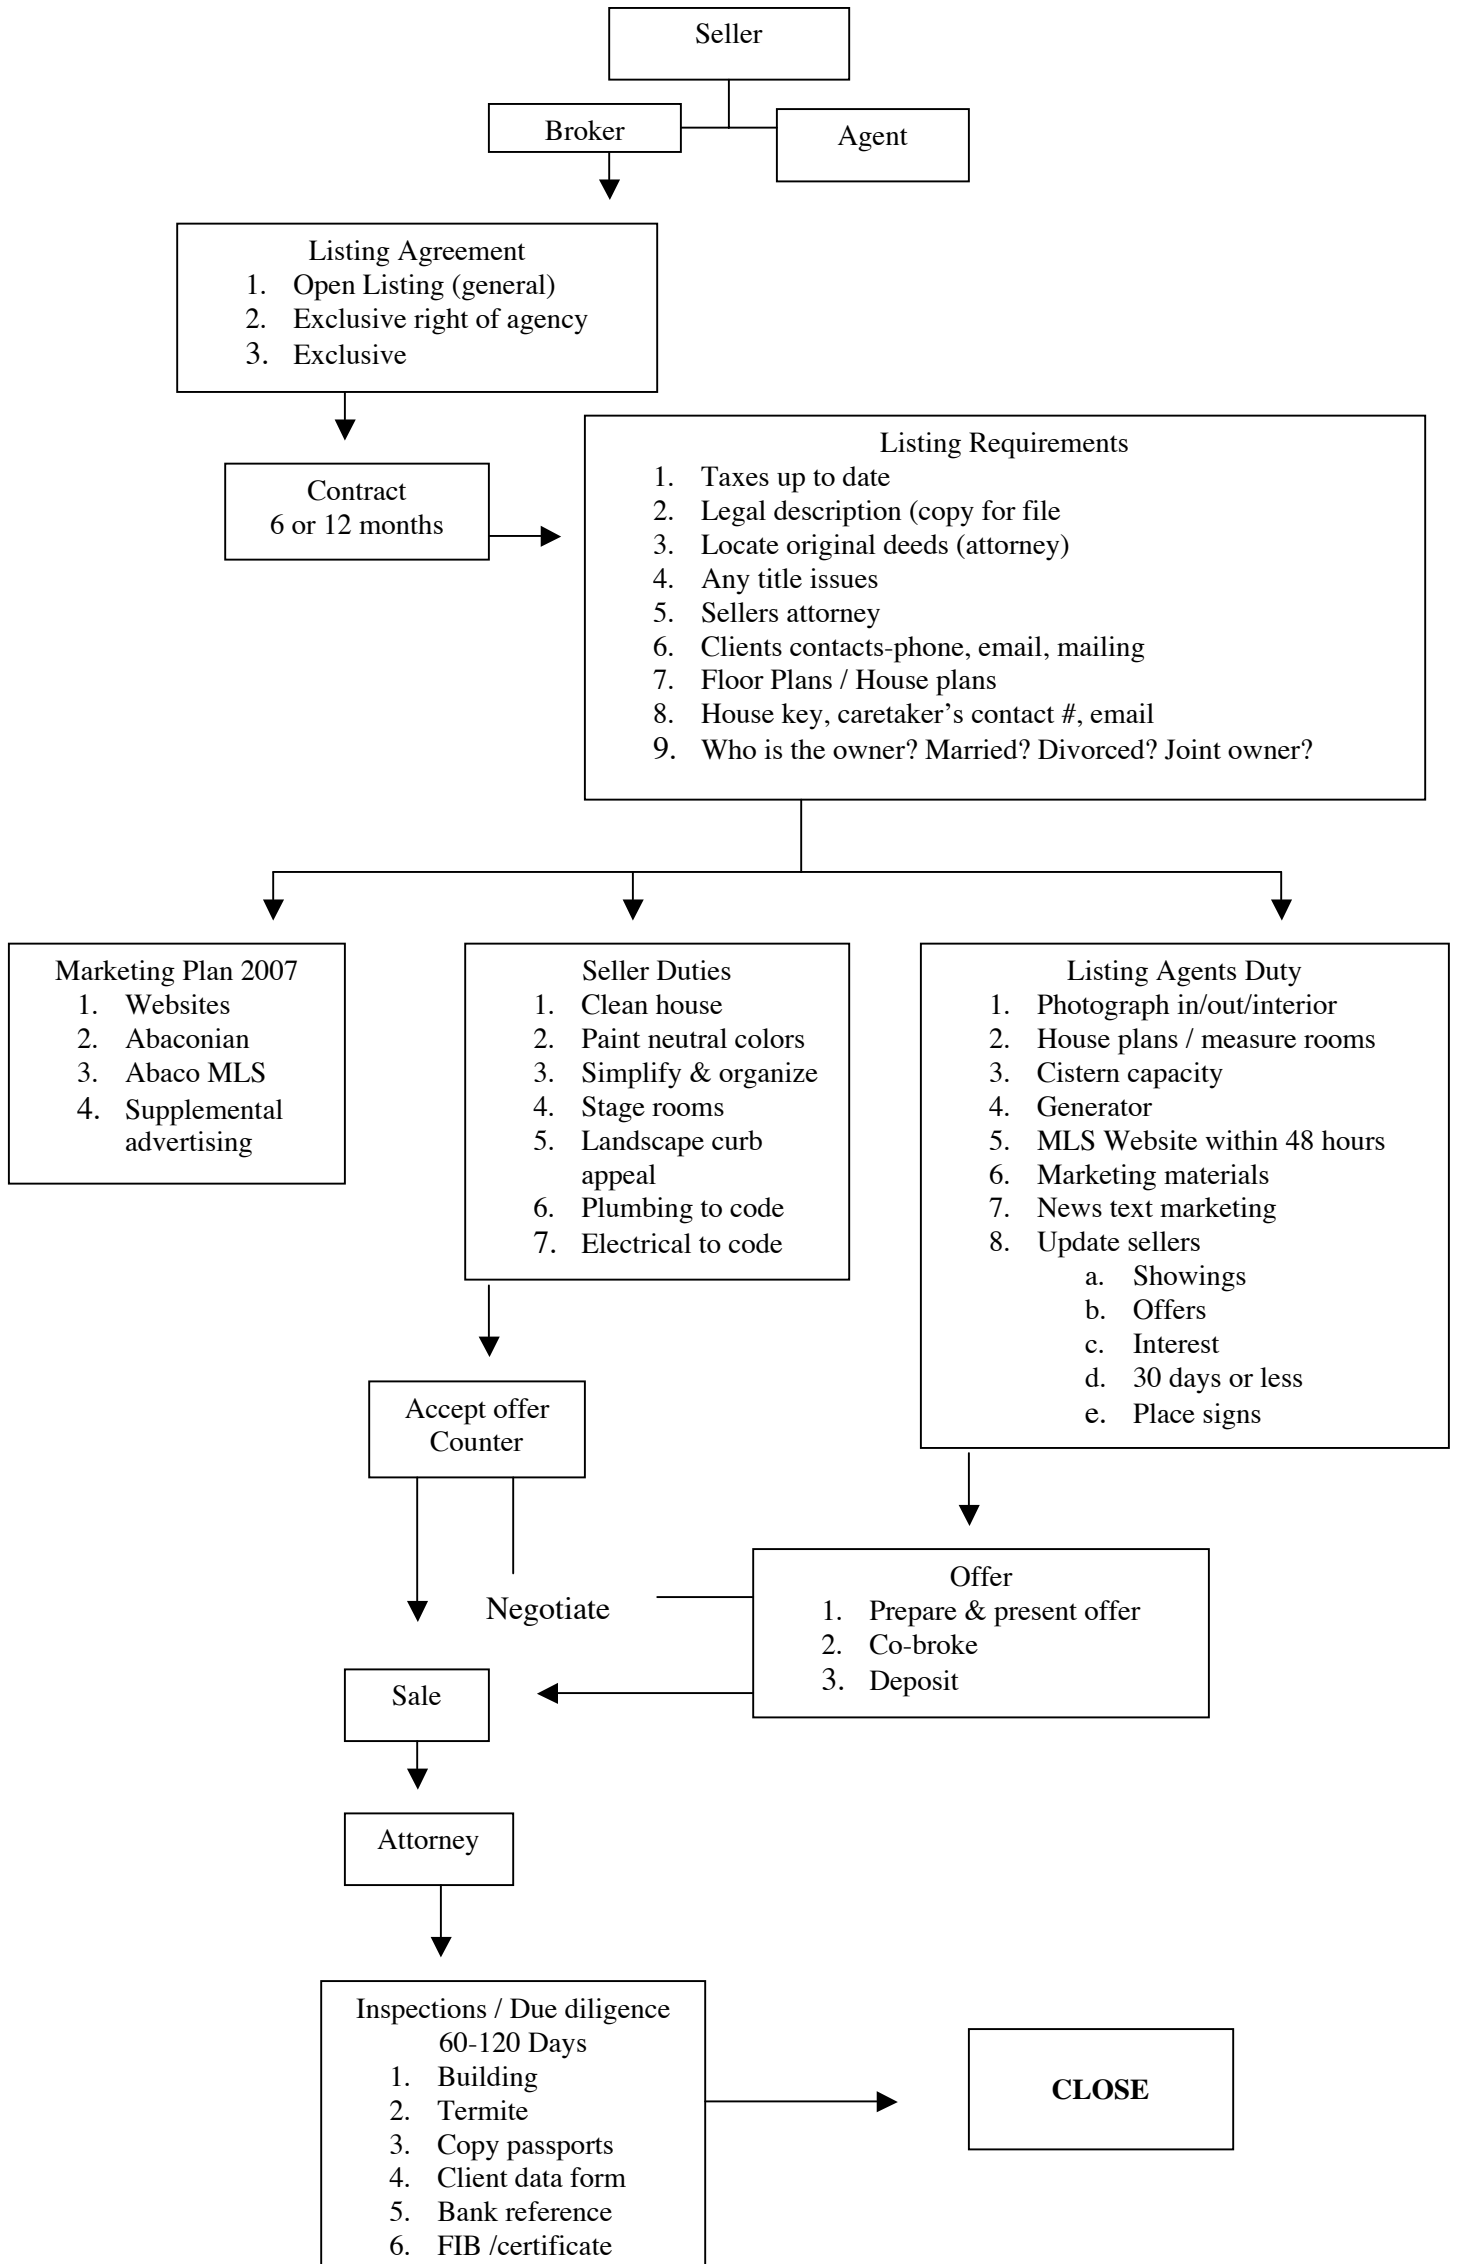 Seller
Broker
Agent
Listing Agreement
1. Open Listing (general)
2. Exclusive right of agency
3. Exclusive
Contract
6 or 12 months
Listing Requirements
1. Taxes up to date
2. Legal description (copy for file
3. Locate original deeds (attorney)
4. Any title issues
5. Sellers attorney
6. Clients contacts-phone, email, mailing
7. Floor Plans / House plans
8. House key, caretaker’s contact #, email
9. Who is the owner? Married? Divorced? Joint owner?
Marketing Plan 2007
1. Websites
2. Abaconian
3. Abaco MLS
4. Supplemental
advertising
Seller Duties
1. Clean house
2. Paint neutral colors
3. Simplify & organize
4. Stage rooms
5. Landscape curb
appeal
6. Plumbing to code
7. Electrical to code
Listing Agents Duty
1. Photograph in/out/interior
2. House plans / measure rooms
3. Cistern capacity
4. Generator
5. MLS Website within 48 hours
6. Marketing materials
7. News text marketing
8. Update sellers
a. Showings
b. Offers
c. Interest
d. 30 days or less
e. Place signs
Accept offer
Counter
Negotiate
Offer
1. Prepare & present offer
2. Co-broke
3. Deposit
Sale
Attorney
Inspections / Due diligence
60-120 Days
1. Building
2. Termite
3. Copy passports
4. Client data form
5. Bank reference
6. FIB /certificate
CLOSE